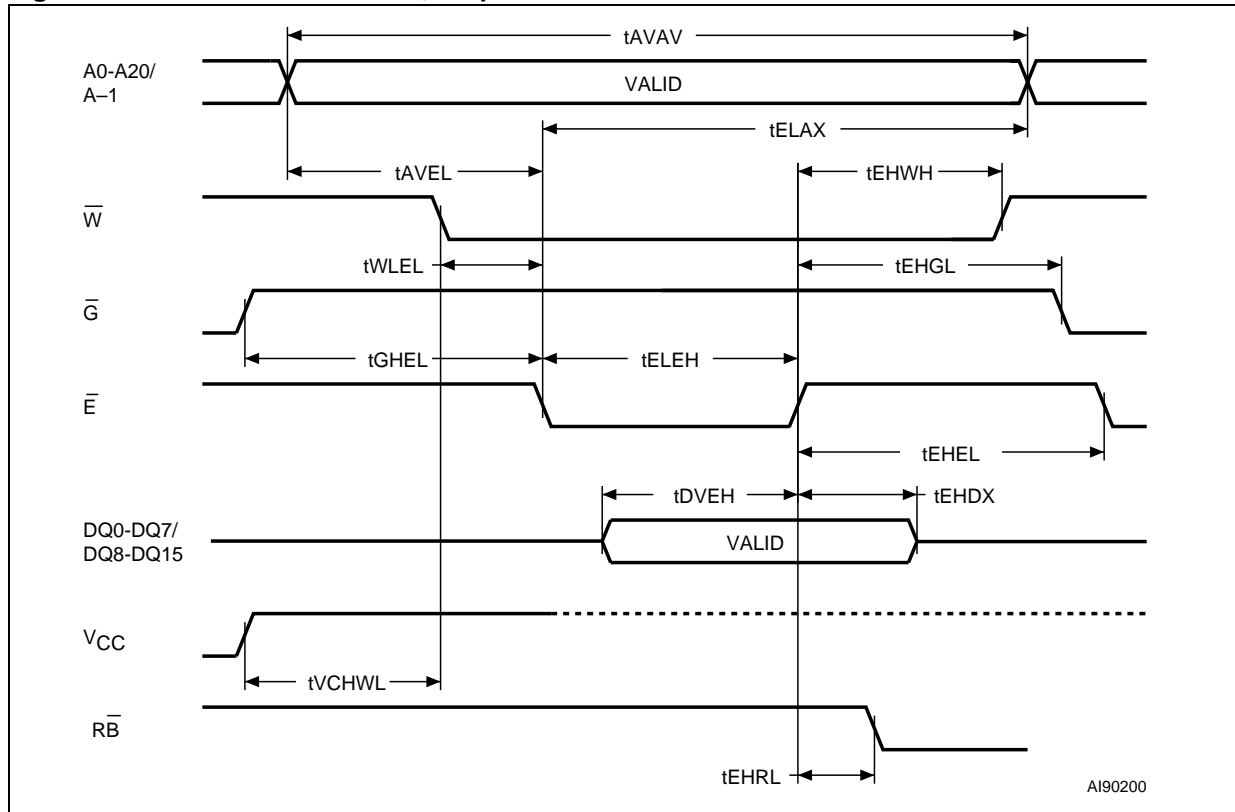 tAVAV
A0-A20/
A–1
VALID
tELAX
tAVEL
tEHWH
W̅
tWLEL
tEHGL
G̅
tGHEL
tELEH
E̅
tEHEL
tDVEH
tEHDX
DQ0-DQ7/
DQ8-DQ15
VALID
VCC
tVCHWL
RB̅
tEHRL
AI90200